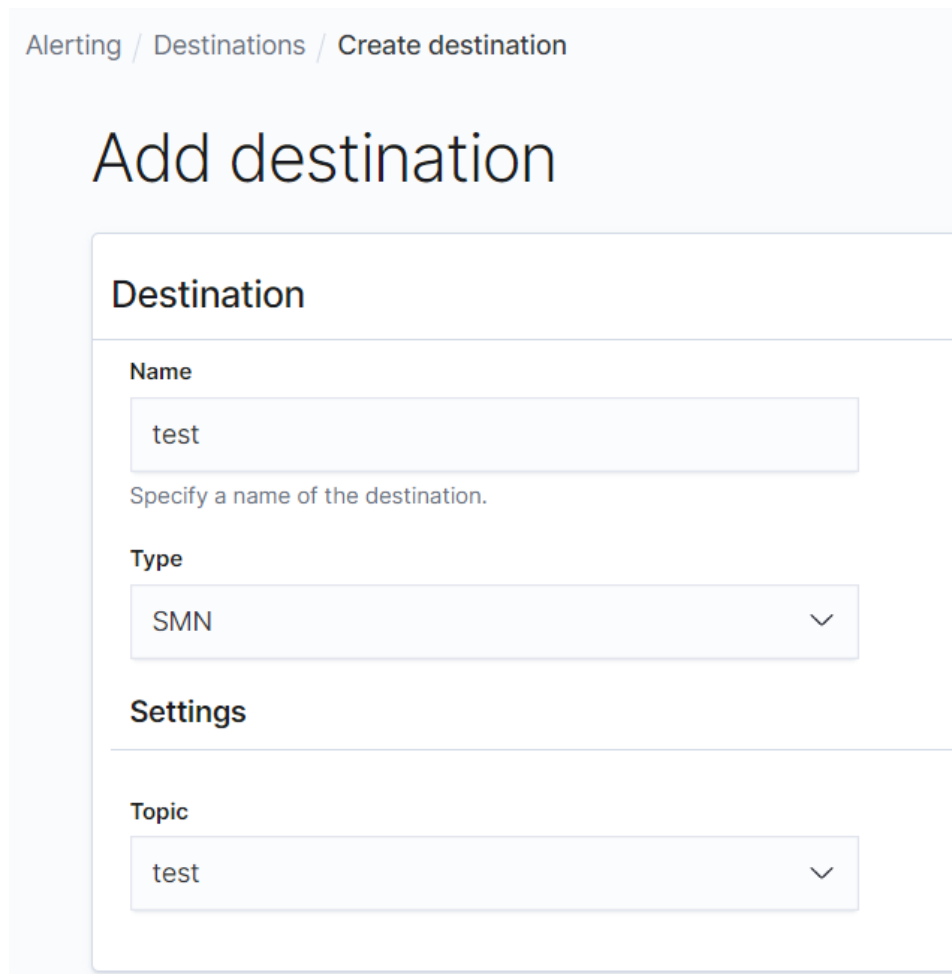 Alerting / Destinations / Create destination
Add destination
Destination
Name
test
Specify a name of the destination.
Type
SMN
Settings
Topic
test